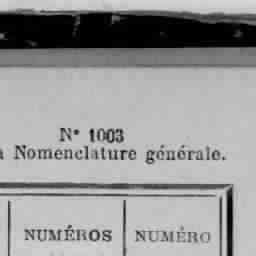 N° 1003
a Nomenclature générale.
NUMÉROS NUMÉRO